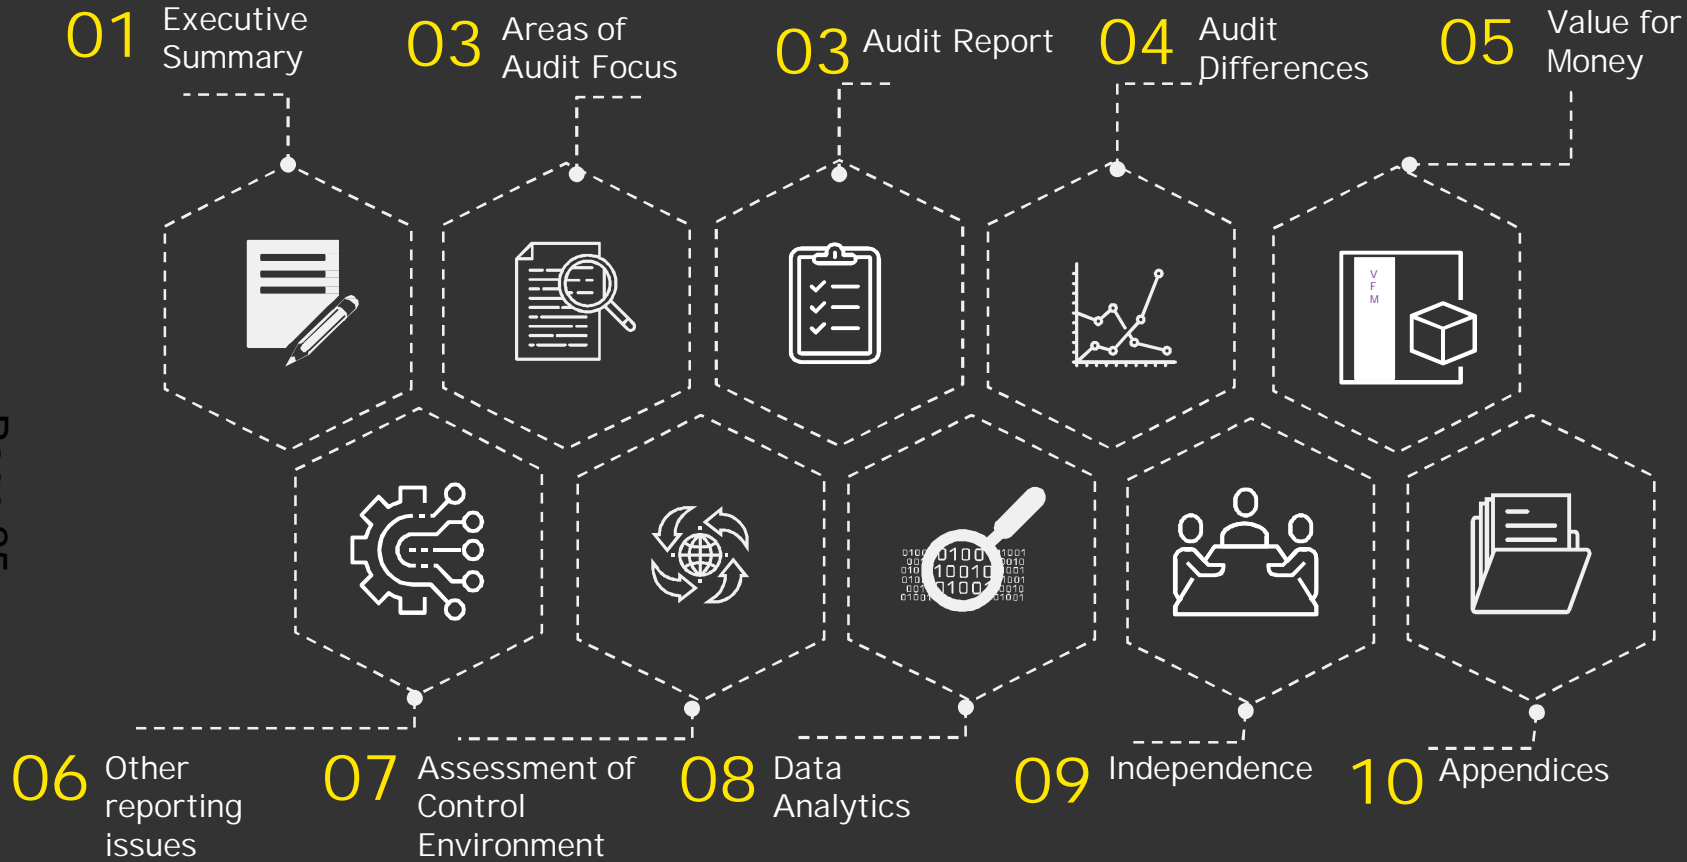 01 Executive
Summary
03 Areas of
Audit Focus
03 Audit Report
04 Audit
Differences
05 Value for
Money
V
F
M
06 Other
reporting
issues
07 Assessment of
Control
Environment
08 Data
Analytics
09 Independence
10 Appendices